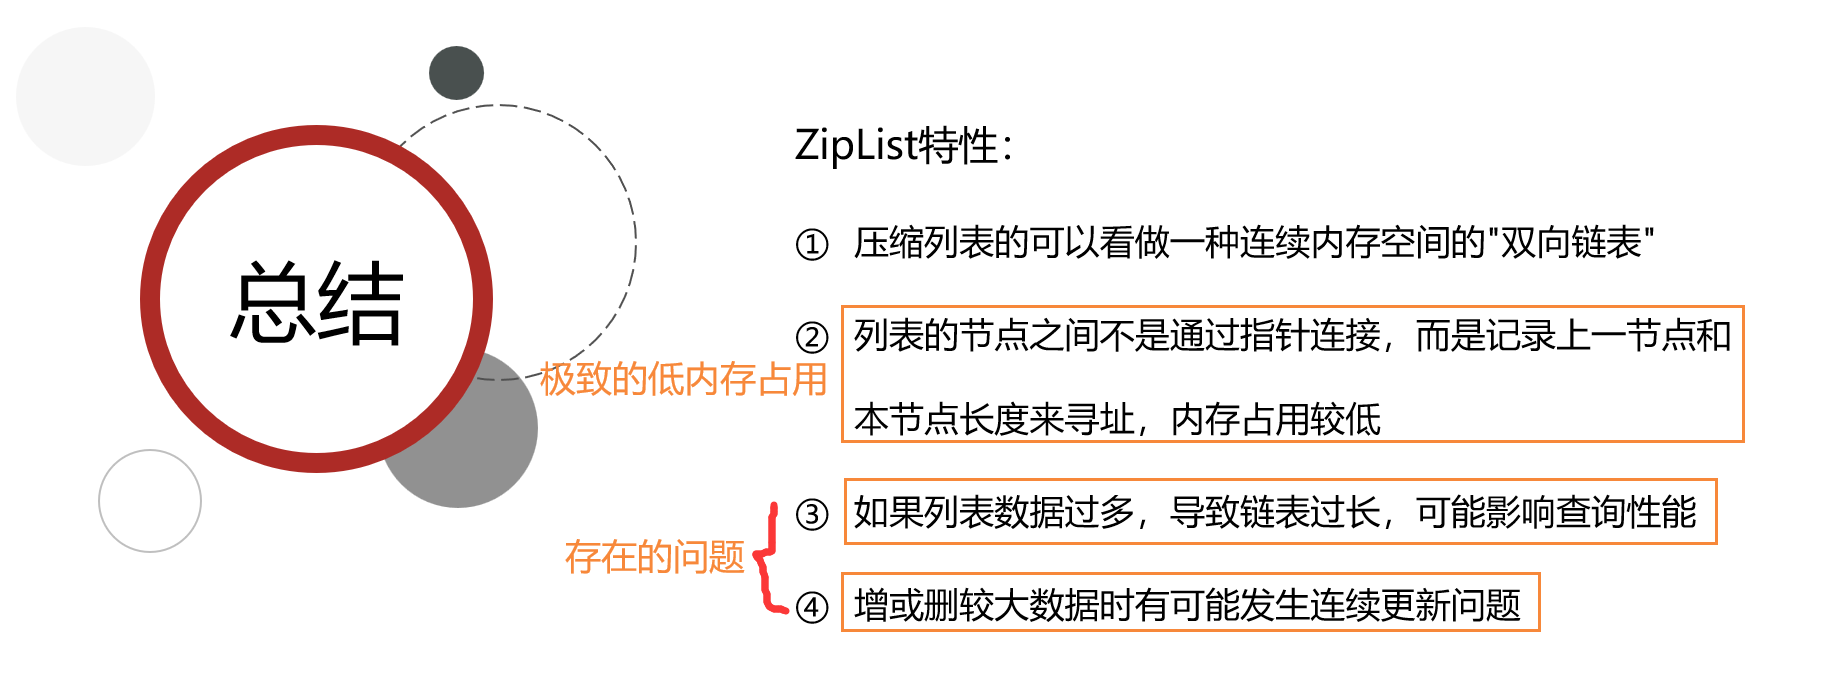 总结
ZipList特性：
① 压缩列表的可以看做一种连续内存空间的"双向链表"
② 列表的节点之间不是通过指针连接，而是记录上一节点和
本节点长度来寻址，内存占用较低
极致的低内存占用
③ 如果列表数据过多，导致链表过长，可能影响查询性能
存在的问题
④ 增或删较大数据时有可能发生连续更新问题